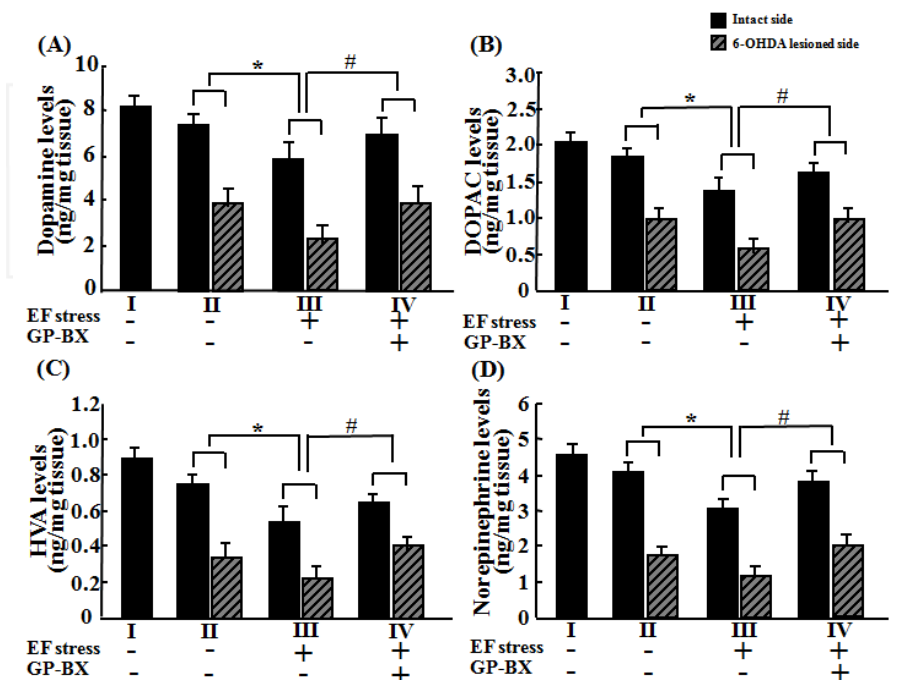 Intact side
6-OHDA lesioned side
(A)
Dopamine levels
(ng/mg tissue)
10
8
6
4
2
0
*
#
I II III IV
EF stress - - + +
GP-BX - - - +
(B)
DOPAC levels
(ng/mg tissue)
3.0
2.5
2.0
1.5
1.0
0.5
0
*
#
I II III IV
EF stress - - + +
GP-BX - - - +
(C)
HVA levels
(ng/mg tissue)
1.2
1.0
0.8
0.6
0.4
0.2
0
*
#
I II III IV
EF stress - - + +
GP-BX - - - +
(D)
Norepinephrine levels
(ng/mg tissue)
6
5
4
3
2
1
0
*
#
I II III IV
EF stress - - + +
GP-BX - - - +